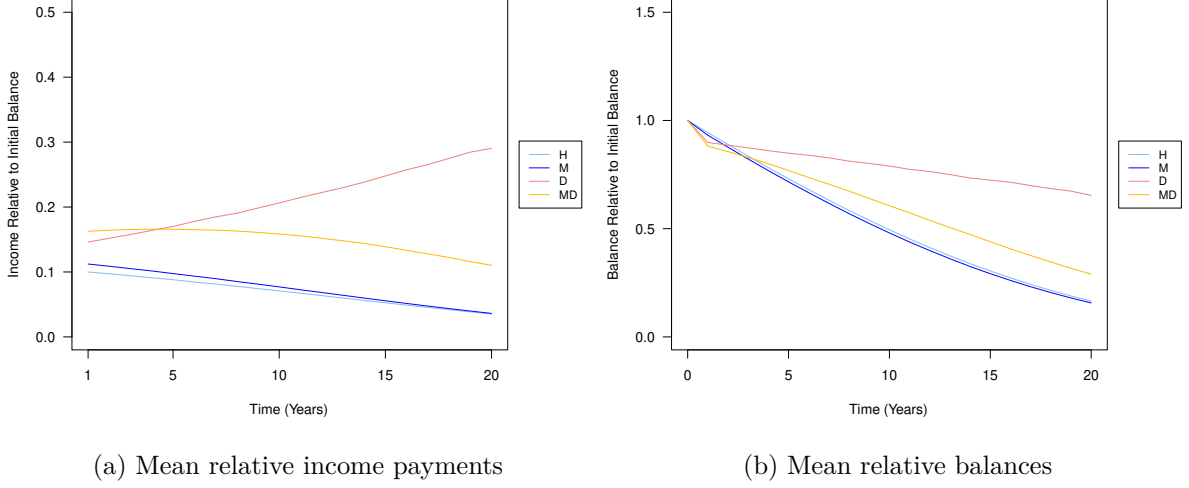 0.5
0.4
0.3
0.2
0.1
0.0
Income Relative to Initial Balance
1
5
10
15
20
Time (Years)
H
M
D
MD
(a) Mean relative income payments
1.5
1.0
0.5
0.0
Balance Relative to Initial Balance
0
5
10
15
20
Time (Years)
H
M
D
MD
(b) Mean relative balances